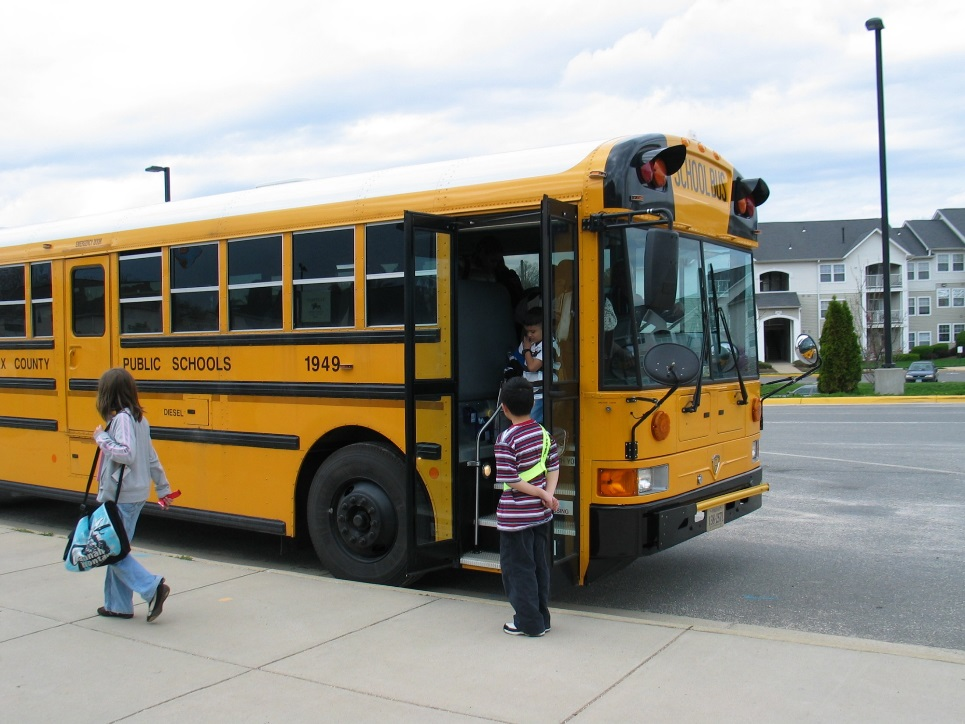 SCHOOL BUS
X COUNTY PUBLIC SCHOOLS 1949
DIESEL